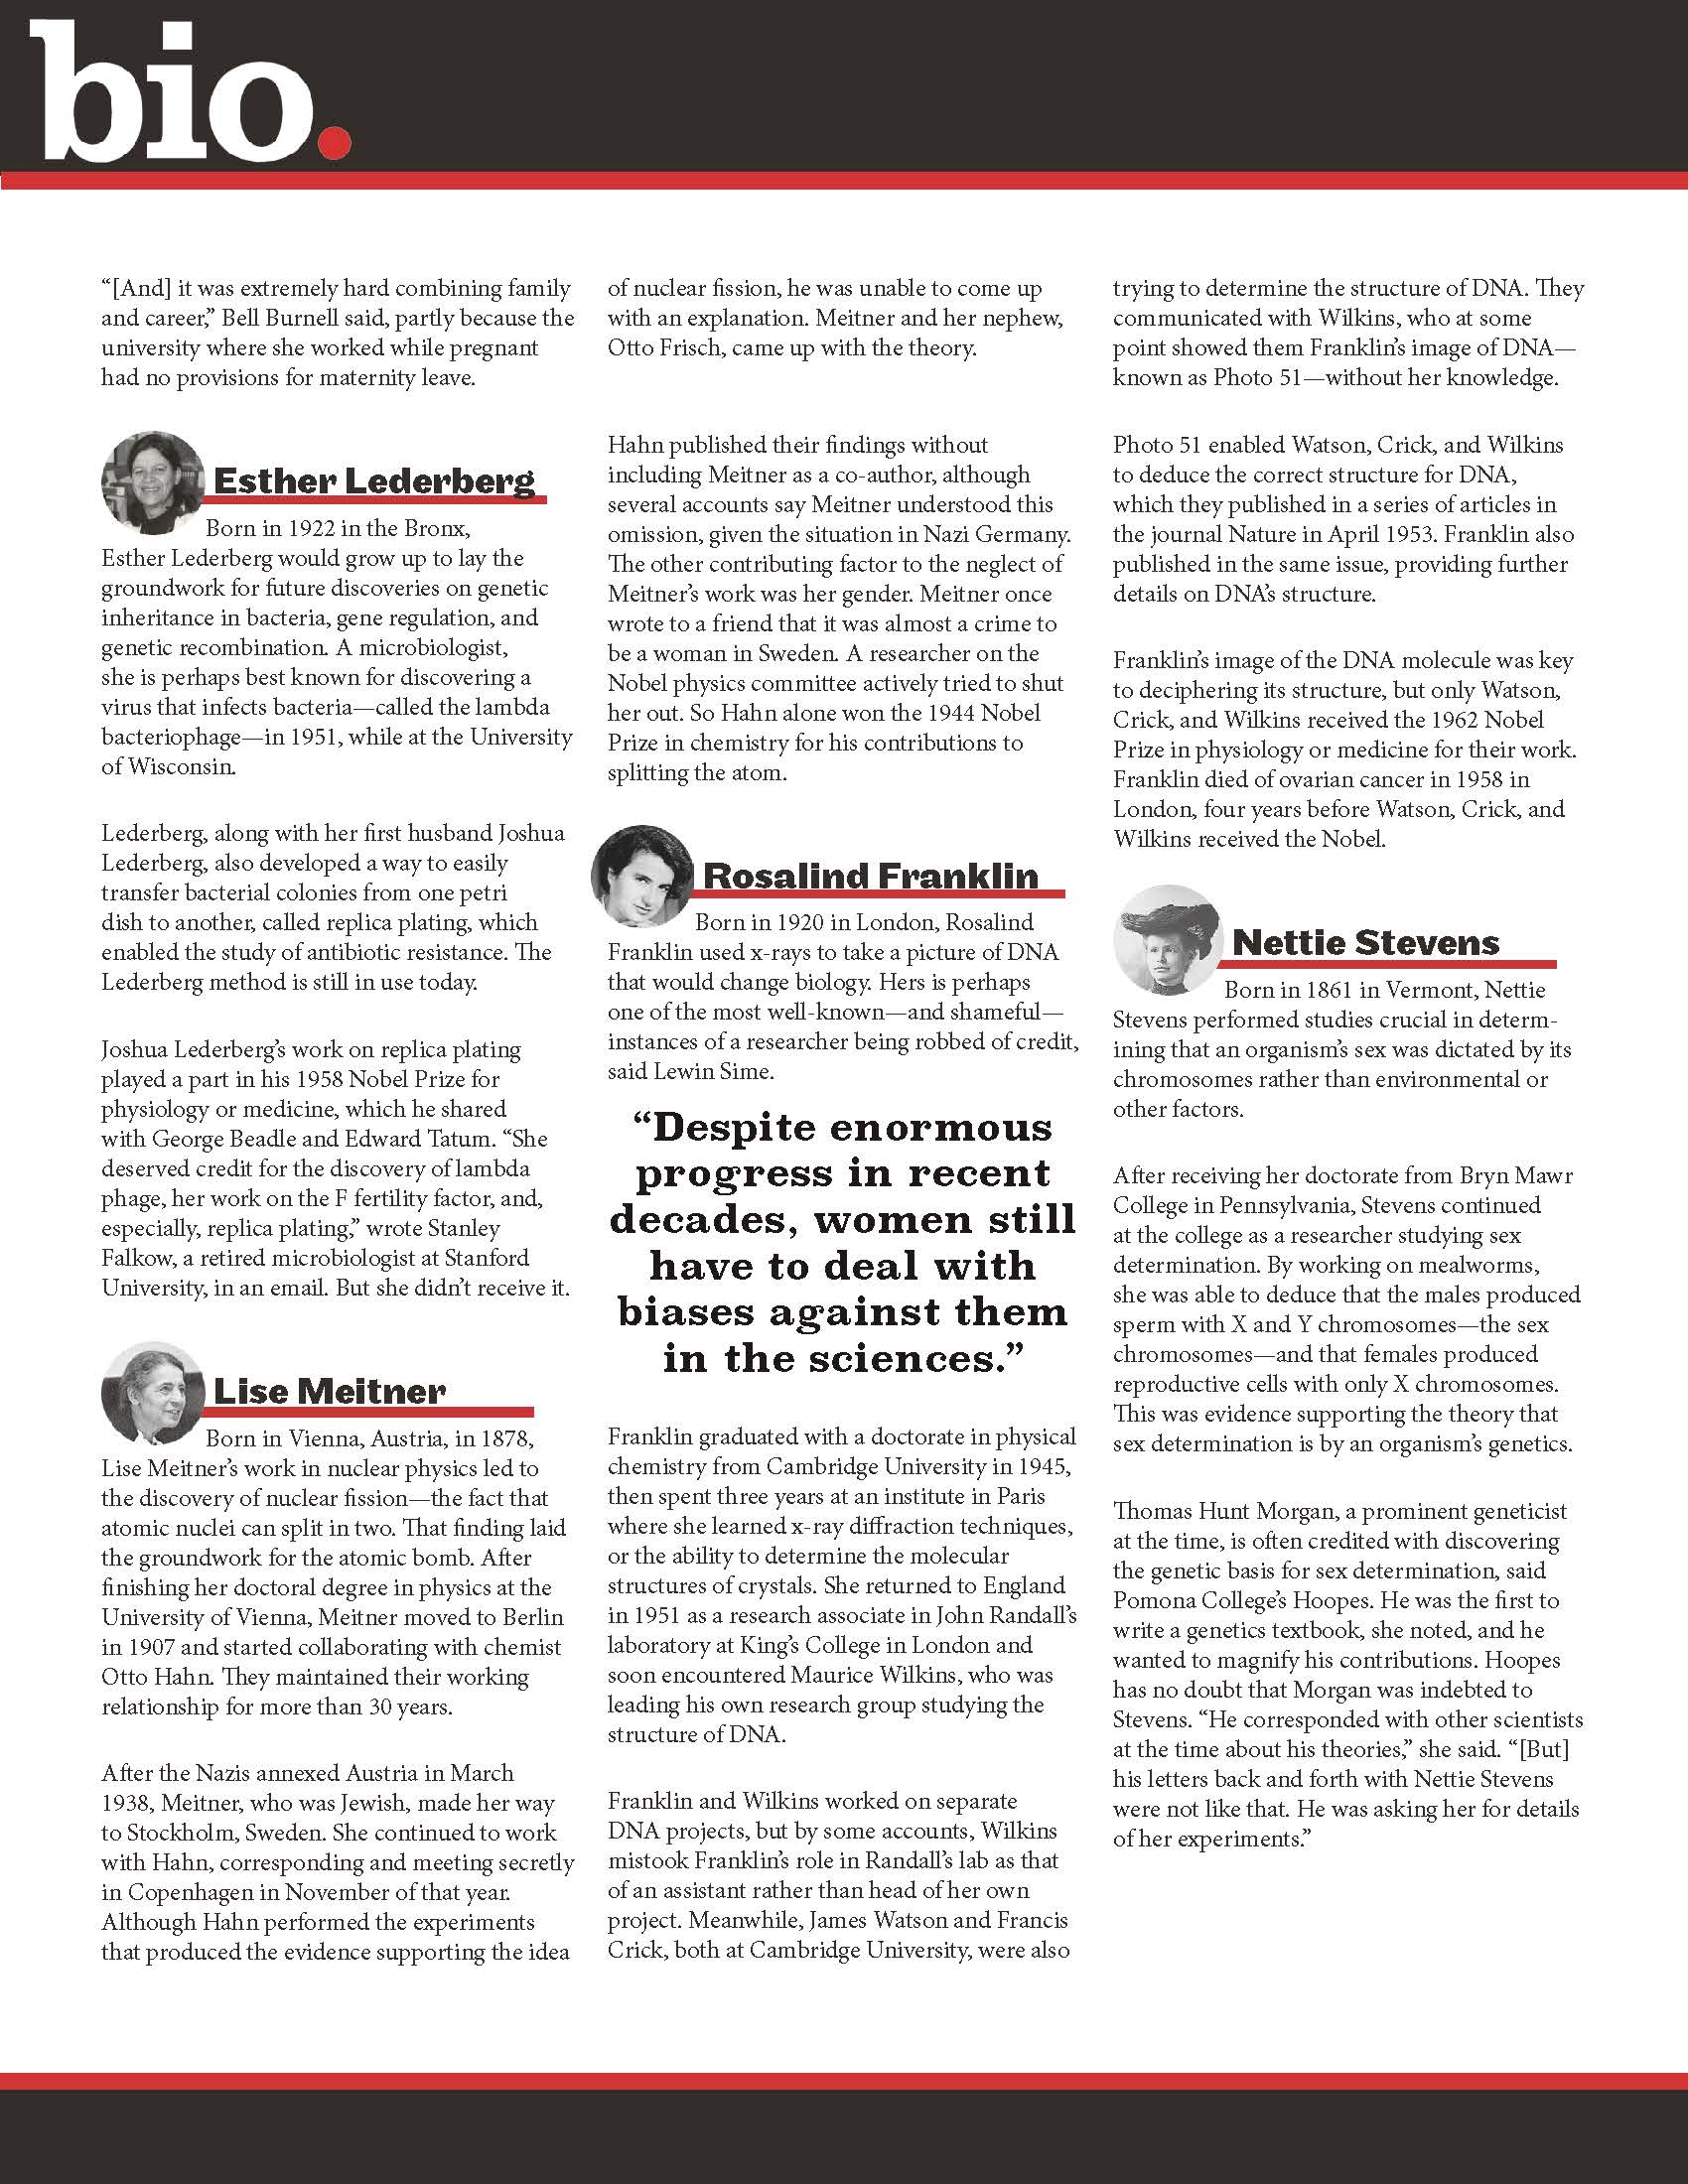 bio.
“[And] it was extremely hard combining family
and career,” Bell Burnell said, partly because the
university where she worked while pregnant
had no provisions for maternity leave.
Esther Lederberg
Born in 1922 in the Bronx,
Esther Lederberg would grow up to lay the
groundwork for future discoveries on genetic
inheritance in bacteria, gene regulation, and
genetic recombination. A microbiologist,
she is perhaps best known for discovering a
virus that infects bacteria—called the lambda
bacteriophage—in 1951, while at the University
of Wisconsin.
Lederberg, along with her first husband Joshua
Lederberg, also developed a way to easily
transfer bacterial colonies from one petri
dish to another, called replica plating, which
enabled the study of antibiotic resistance. The
Lederberg method is still in use today.
Joshua Lederberg’s work on replica plating
played a part in his 1958 Nobel Prize for
physiology or medicine, which he shared
with George Beadle and Edward Tatum. “She
deserved credit for the discovery of lambda
phage, her work on the F fertility factor, and,
especially, replica plating,” wrote Stanley
Falkow, a retired microbiologist at Stanford
University, in an email. But she didn’t receive it.
Lise Meitner
Born in Vienna, Austria, in 1878,
Lise Meitner’s work in nuclear physics led to
the discovery of nuclear fission—the fact that
atomic nuclei can split in two. That finding laid
the groundwork for the atomic bomb. After
finishing her doctoral degree in physics at the
University of Vienna, Meitner moved to Berlin
in 1907 and started collaborating with chemist
Otto Hahn. They maintained their working
relationship for more than 30 years.
After the Nazis annexed Austria in March
1938, Meitner, who was Jewish, made her way
to Stockholm, Sweden. She continued to work
with Hahn, corresponding and meeting secretly
in Copenhagen in November of that year.
Although Hahn performed the experiments
that produced the evidence supporting the idea
of nuclear fission, he was unable to come up
with an explanation. Meitner and her nephew,
Otto Frisch, came up with the theory.
Hahn published their findings without
including Meitner as a co-author, although
several accounts say Meitner understood this
omission, given the situation in Nazi Germany.
The other contributing factor to the neglect of
Meitner’s work was her gender. Meitner once
wrote to a friend that it was almost a crime to
be a woman in Sweden. A researcher on the
Nobel physics committee actively tried to shut
her out. So Hahn alone won the 1944 Nobel
Prize in chemistry for his contributions to
splitting the atom.
Rosalind Franklin
Born in 1920 in London, Rosalind
Franklin used x-rays to take a picture of DNA
that would change biology. Hers is perhaps
one of the most well-known—and shameful—
instances of a researcher being robbed of credit,
said Lewin Sime.
“Despite enormous
progress in recent
decades, women still
have to deal with
biases against them
in the sciences.”
Franklin graduated with a doctorate in physical
chemistry from Cambridge University in 1945,
then spent three years at an institute in Paris
where she learned x-ray diffraction techniques,
or the ability to determine the molecular
structures of crystals. She returned to England
in 1951 as a research associate in John Randall’s
laboratory at King’s College in London and
soon encountered Maurice Wilkins, who was
leading his own research group studying the
structure of DNA.
Franklin and Wilkins worked on separate
DNA projects, but by some accounts, Wilkins
mistook Franklin’s role in Randall’s lab as that
of an assistant rather than head of her own
project. Meanwhile, James Watson and Francis
Crick, both at Cambridge University, were also
trying to determine the structure of DNA. They
communicated with Wilkins, who at some
point showed them Franklin’s image of DNA—
known as Photo 51—without her knowledge.
Photo 51 enabled Watson, Crick, and Wilkins
to deduce the correct structure for DNA,
which they published in a series of articles in
the journal Nature in April 1953. Franklin also
published in the same issue, providing further
details on DNA’s structure.
Franklin’s image of the DNA molecule was key
to deciphering its structure, but only Watson,
Crick, and Wilkins received the 1962 Nobel
Prize in physiology or medicine for their work.
Franklin died of ovarian cancer in 1958 in
London, four years before Watson, Crick, and
Wilkins received the Nobel.
Nettie Stevens
Born in 1861 in Vermont, Nettie
Stevens performed studies crucial in determ-
ining that an organism’s sex was dictated by its
chromosomes rather than environmental or
other factors.
After receiving her doctorate from Bryn Mawr
College in Pennsylvania, Stevens continued
at the college as a researcher studying sex
determination. By working on mealworms,
she was able to deduce that the males produced
sperm with X and Y chromosomes—the sex
chromosomes—and that females produced
reproductive cells with only X chromosomes.
This was evidence supporting the theory that
sex determination is by an organism’s genetics.
Thomas Hunt Morgan, a prominent geneticist
at the time, is often credited with discovering
the genetic basis for sex determination, said
Pomona College’s Hoopes. He was the first to
write a genetics textbook, she noted, and he
wanted to magnify his contributions. Hoopes
has no doubt that Morgan was indebted to
Stevens. “He corresponded with other scientists
at the time about his theories,” she said. “[But]
his letters back and forth with Nettie Stevens
were not like that. He was asking her for details
of her experiments.”